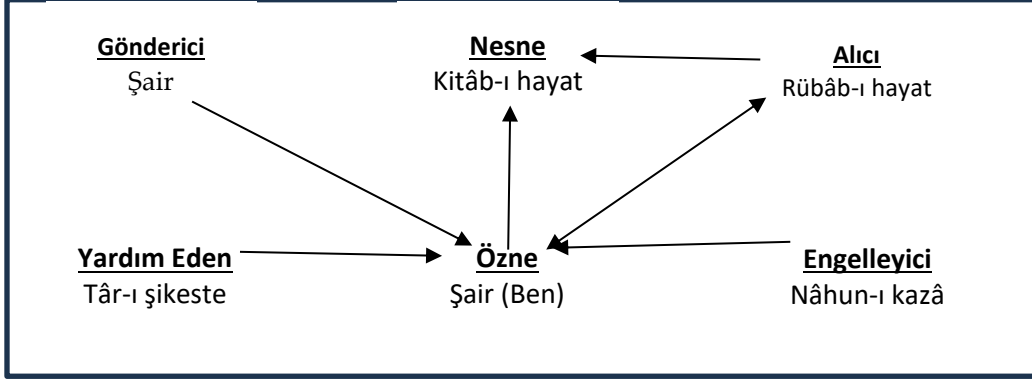 Gönderici
Şair
Nesne
Kitâb-ı hayat
Alıcı
Rübâb-ı hayat
Yardım Eden
Târ-ı şikeste
Özne
Şair (Ben)
Engelleyici
Nâhun-ı kazâ